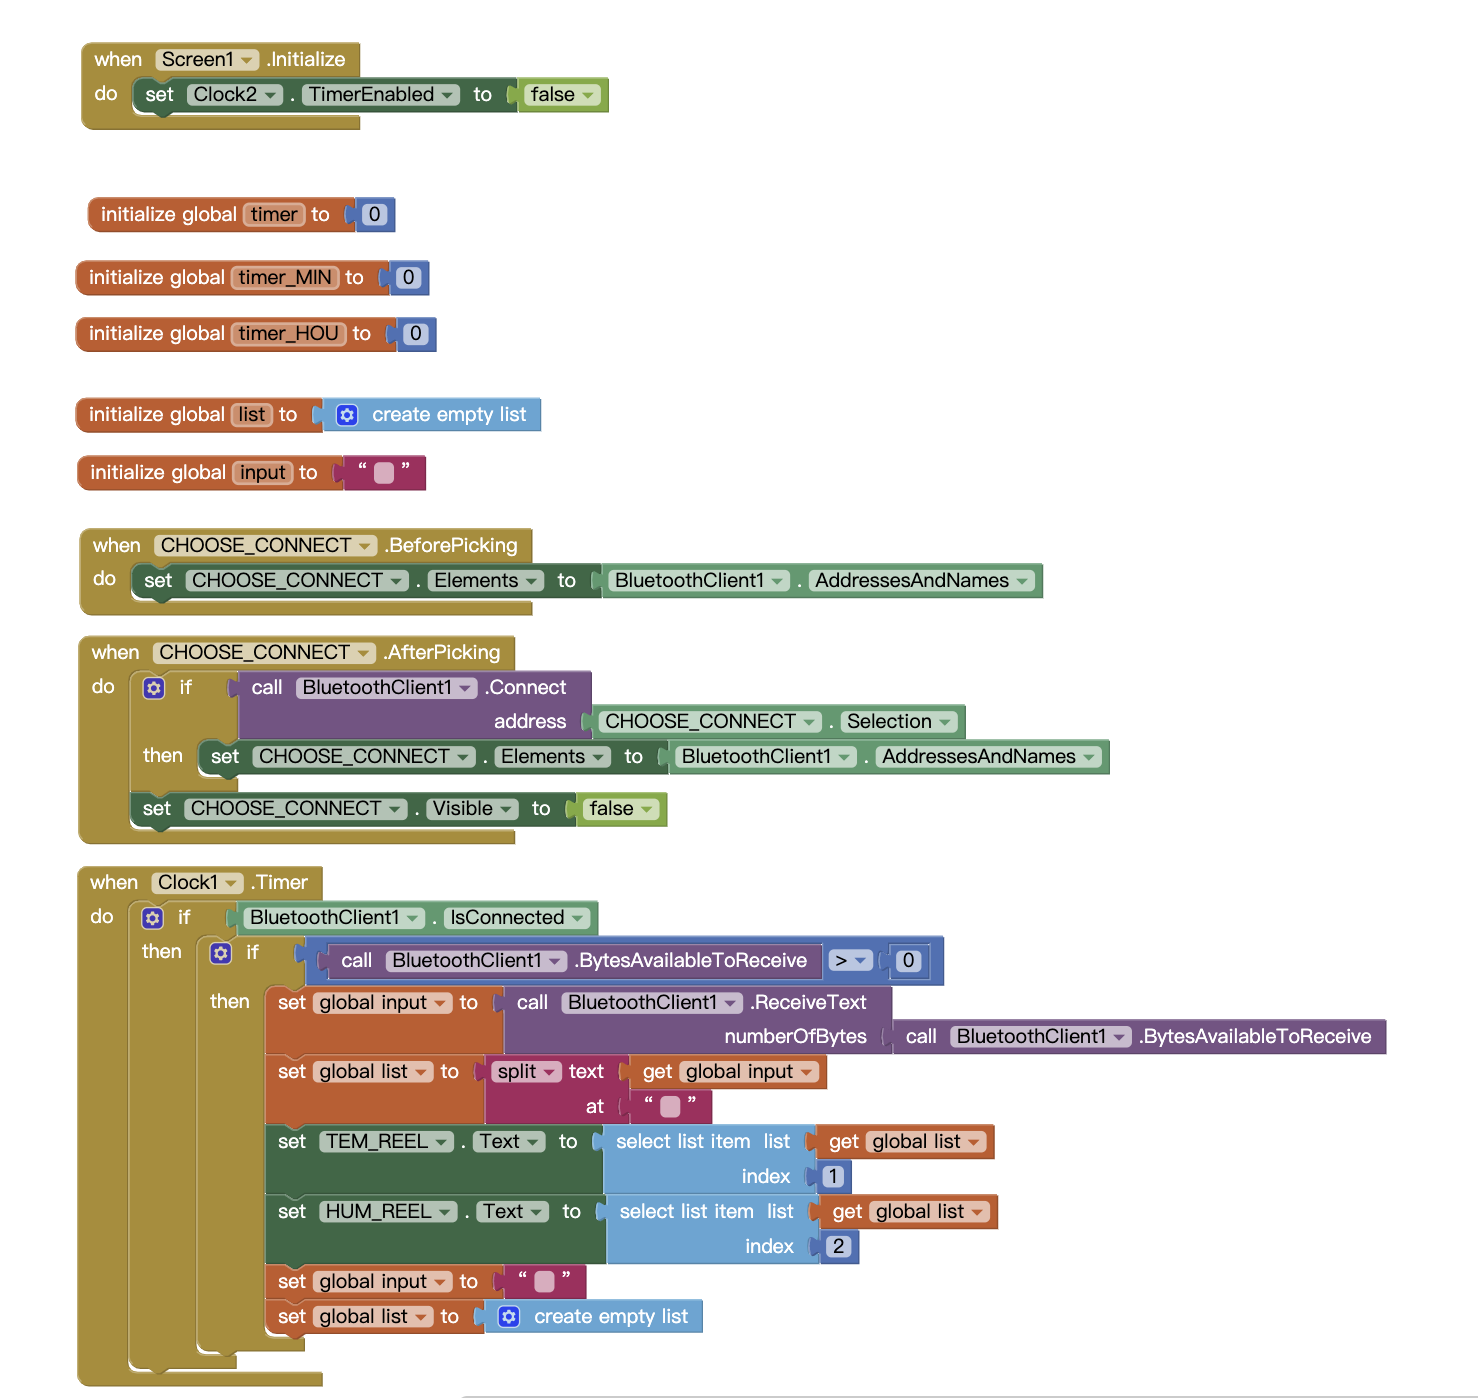 when Screen1 .Initialize
do set Clock2 . TimerEnabled to false
initialize global timer to 0
initialize global timer_MIN to 0
initialize global timer_HOU to 0
initialize global list to create empty list
initialize global input to “ ”
when CHOOSE_CONNECT .BeforePicking
do set CHOOSE_CONNECT . Elements to BluetoothClient1 . AddressesAndNames
when CHOOSE_CONNECT .AfterPicking
do if call BluetoothClient1 .Connect
address CHOOSE_CONNECT . Selection
then set CHOOSE_CONNECT . Elements to BluetoothClient1 . AddressesAndNames
set CHOOSE_CONNECT . Visible to false
when Clock1 .Timer
do if BluetoothClient1 . IsConnected
then if call BluetoothClient1 .BytesAvailableToReceive > 0
then set global input to call BluetoothClient1 .ReceiveText
numberOfBytes call BluetoothClient1 .BytesAvailableToReceive
set global list to split text get global input
at “ ”
set TEM_REEL . Text to select list item list get global list
index 1
set HUM_REEL . Text to select list item list get global list
index 2
set global input to “ ”
set global list to create empty list